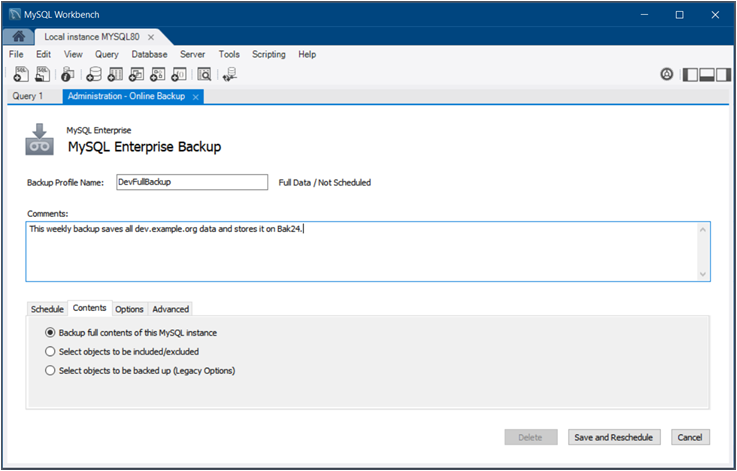 MySQL Workbench
Local instance MYSQL80
File Edit View Query Database Server Tools Scripting Help
Query 1 Administration - Online Backup
MySQL Enterprise
MySQL Enterprise Backup
Backup Profile Name: DevFullBackup Full Data / Not Scheduled
Comments:
This weekly backup saves all dev.example.org data and stores it on Bak24.
Schedule Contents Options Advanced
Backup full contents of this MySQL instance
Select objects to be included/excluded
Select objects to be backed up (Legacy Options)
Delete Save and Reschedule Cancel